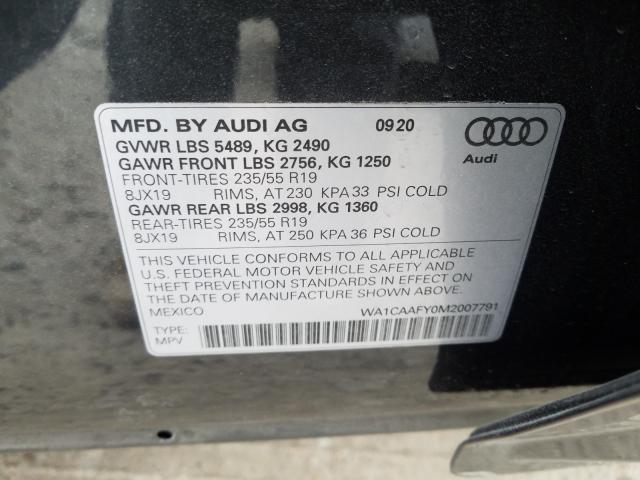 MFD. BY AUDI AG 09 20
GVWR LBS 5489, KG 2490
GAWR FRONT LBS 2756, KG 1250
FRONT-TIRES 235/55 R19
8JX19 RIMS, AT 230 KPA 33 PSI COLD
GAWR REAR LBS 2998, KG 1360
REAR-TIRES 235/55 R19
8JX19 RIMS, AT 250 KPA 36 PSI COLD
Audi
THIS VEHICLE CONFORMS TO ALL APPLICABLE
U.S. FEDERAL MOTOR VEHICLE SAFETY AND
THEFT PREVENTION STANDARDS IN EFFECT ON
THE DATE OF MANUFACTURE SHOWN ABOVE.
MEXICO WA1CAAFY0M2007791
TYPE:
MPV